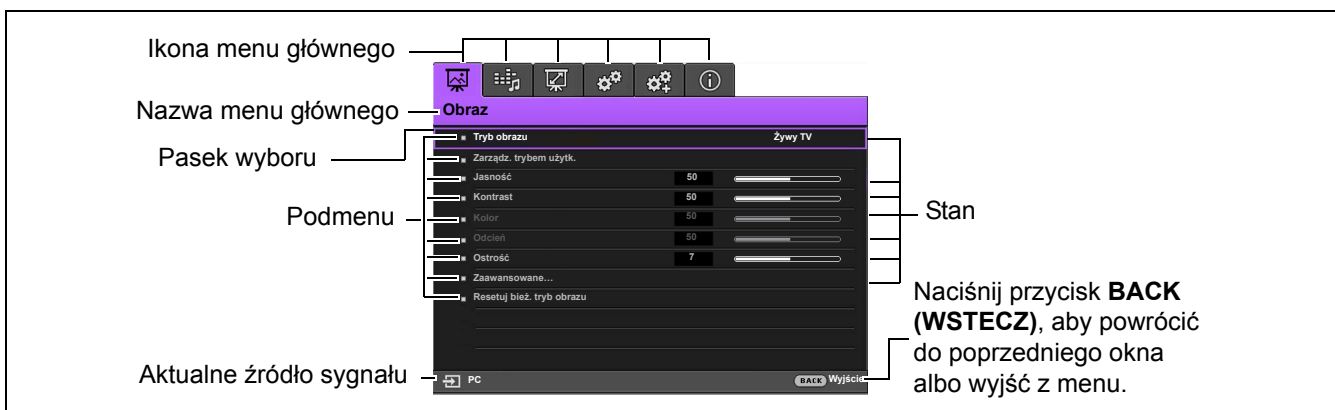 Ikona menu głównego
Nazwa menu głównego
Obraz
Pasek wyboru
Tryb obrazu Żywy TV
Zarządz. trybem użytk.
Jasność 50
Kontrast 50
Podmenu
Kolor 50
Stan
Odcień 50
Ostrość 7
Zaawansowane...
Resetuj bież. tryb obrazu
Naciśnij przycisk BACK
(WSTECZ), aby powrócić
do poprzedniego okna
albo wyjść z menu.
Aktualne źródło sygnału
PC
BACK Wyjście